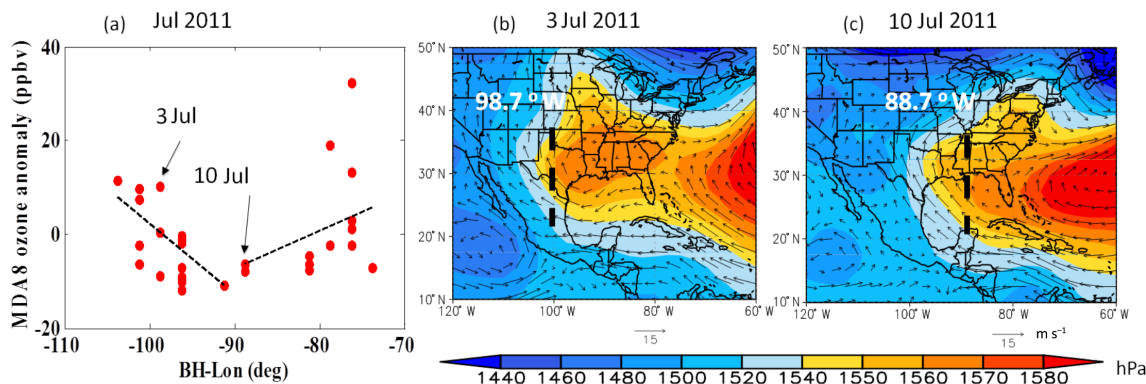 (a) Jul 2011
(b) 3 Jul 2011
(c) 10 Jul 2011
MDA8 ozone anomaly (ppbv)
40
20
0
-20
3 Jul
10 Jul
-110 -100 -90 -80 -70
BH-Lon (deg)
50°N
40°N
30°N
20°N
10°N
98.7 ° W
120°W 100°W 80°W 60°W
15
50°N
40°N
30°N
20°N
10°N
88.7 ° W
120°W 100°W 80°W 60°W
15 m s⁻¹
1440 1460 1480 1500 1520 1540 1550 1560 1570 1580 hPa